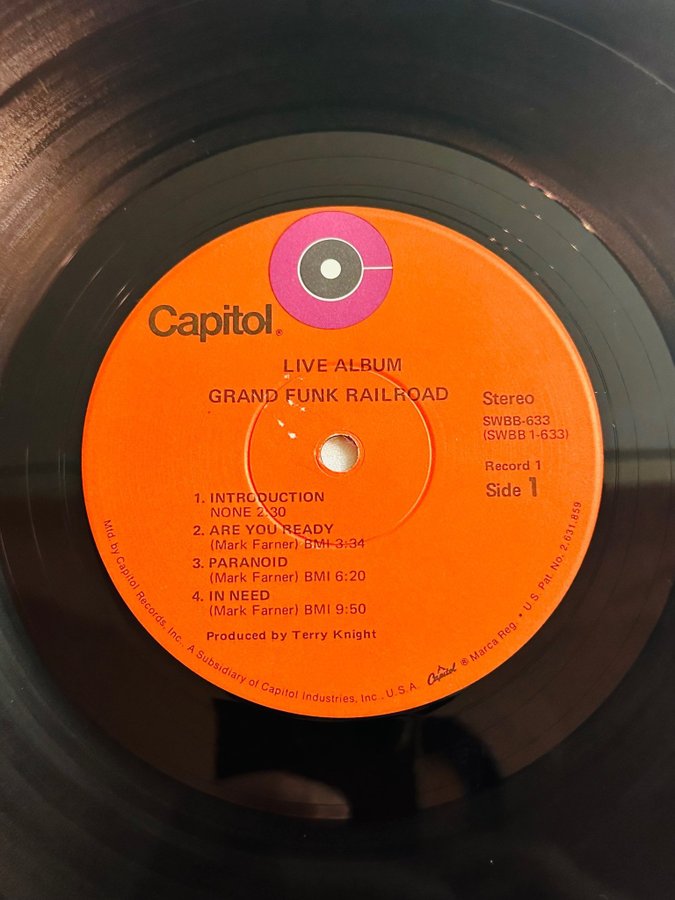 Capitol®
LIVE ALBUM
GRAND FUNK RAILROAD
Stereo
SWBB-633
(SWBB 1-633)
Record 1
Side 1
1. INTRODUCTION
NONE 2:30
2. ARE YOU READY
(Mark Farner) BMI 3:34
3. PARANOID
(Mark Farner) BMI 6:20
4. IN NEED
(Mark Farner) BMI 9:50
Produced by Terry Knight
Mfd. by Capitol Records, Inc., A Subsidiary of Capitol Industries, Inc., U.S.A. Capitol ® Marca Reg. • U.S. Pat. No. 2,631,859